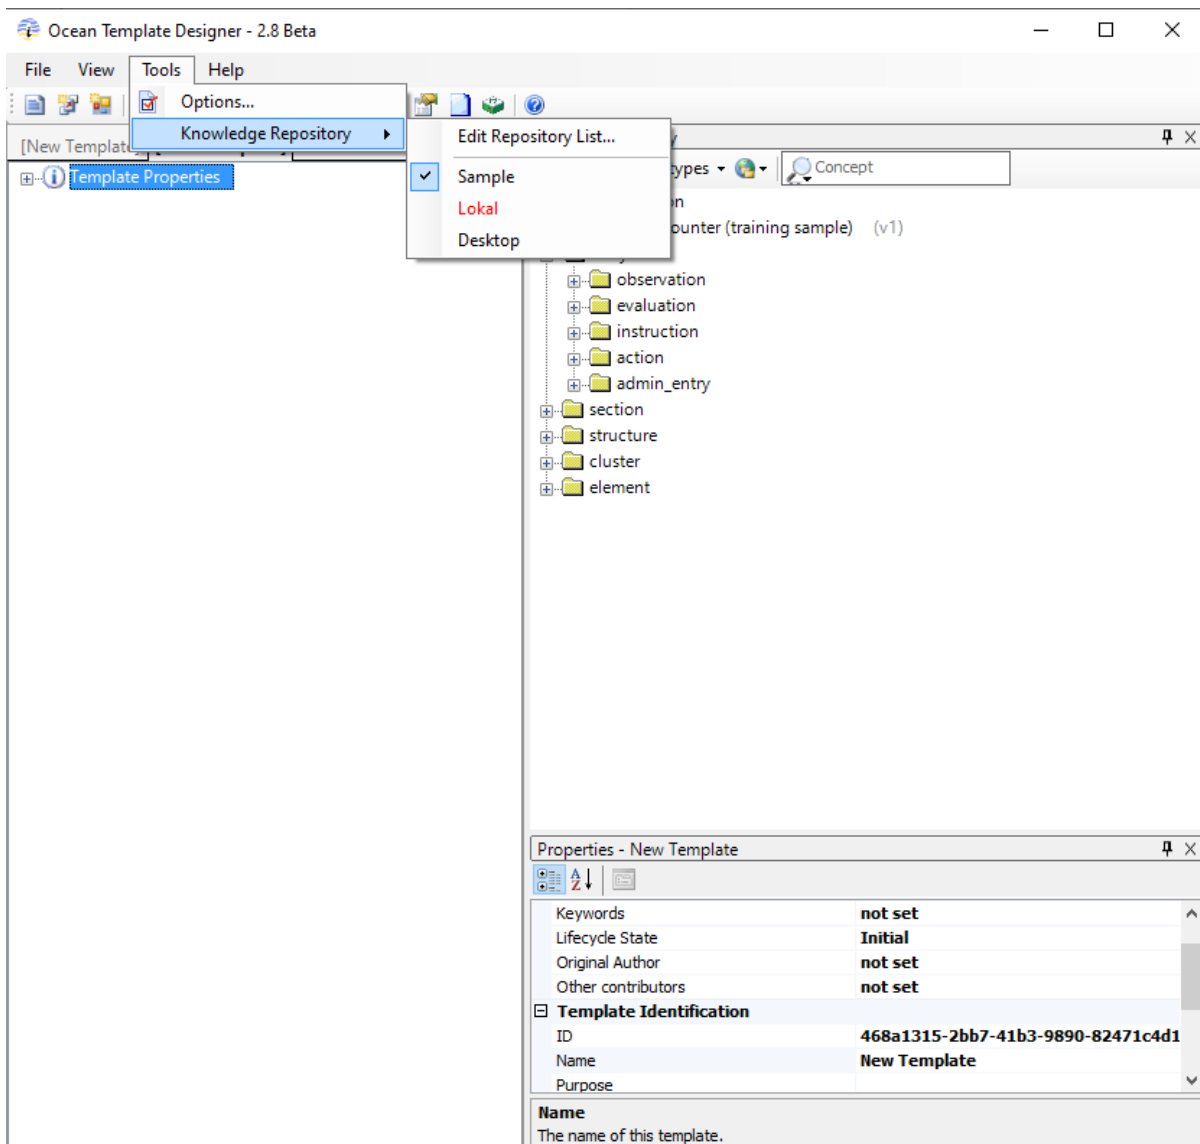 Ocean Template Designer - 2.8 Beta
File View Tools Help
Options...
Knowledge Repository
Edit Repository List...
Sample
Lokal
Desktop
[New Template]
Template Properties
Concept
(training sample) (v1)
observation
evaluation
instruction
action
admin_entry
section
structure
cluster
element
Properties - New Template
Keywords not set
Lifecycle State Initial
Original Author not set
Other contributors not set
Template Identification
ID 468a1315-2bb7-41b3-9890-82471c4d1
Name New Template
Purpose
Name
The name of this template.